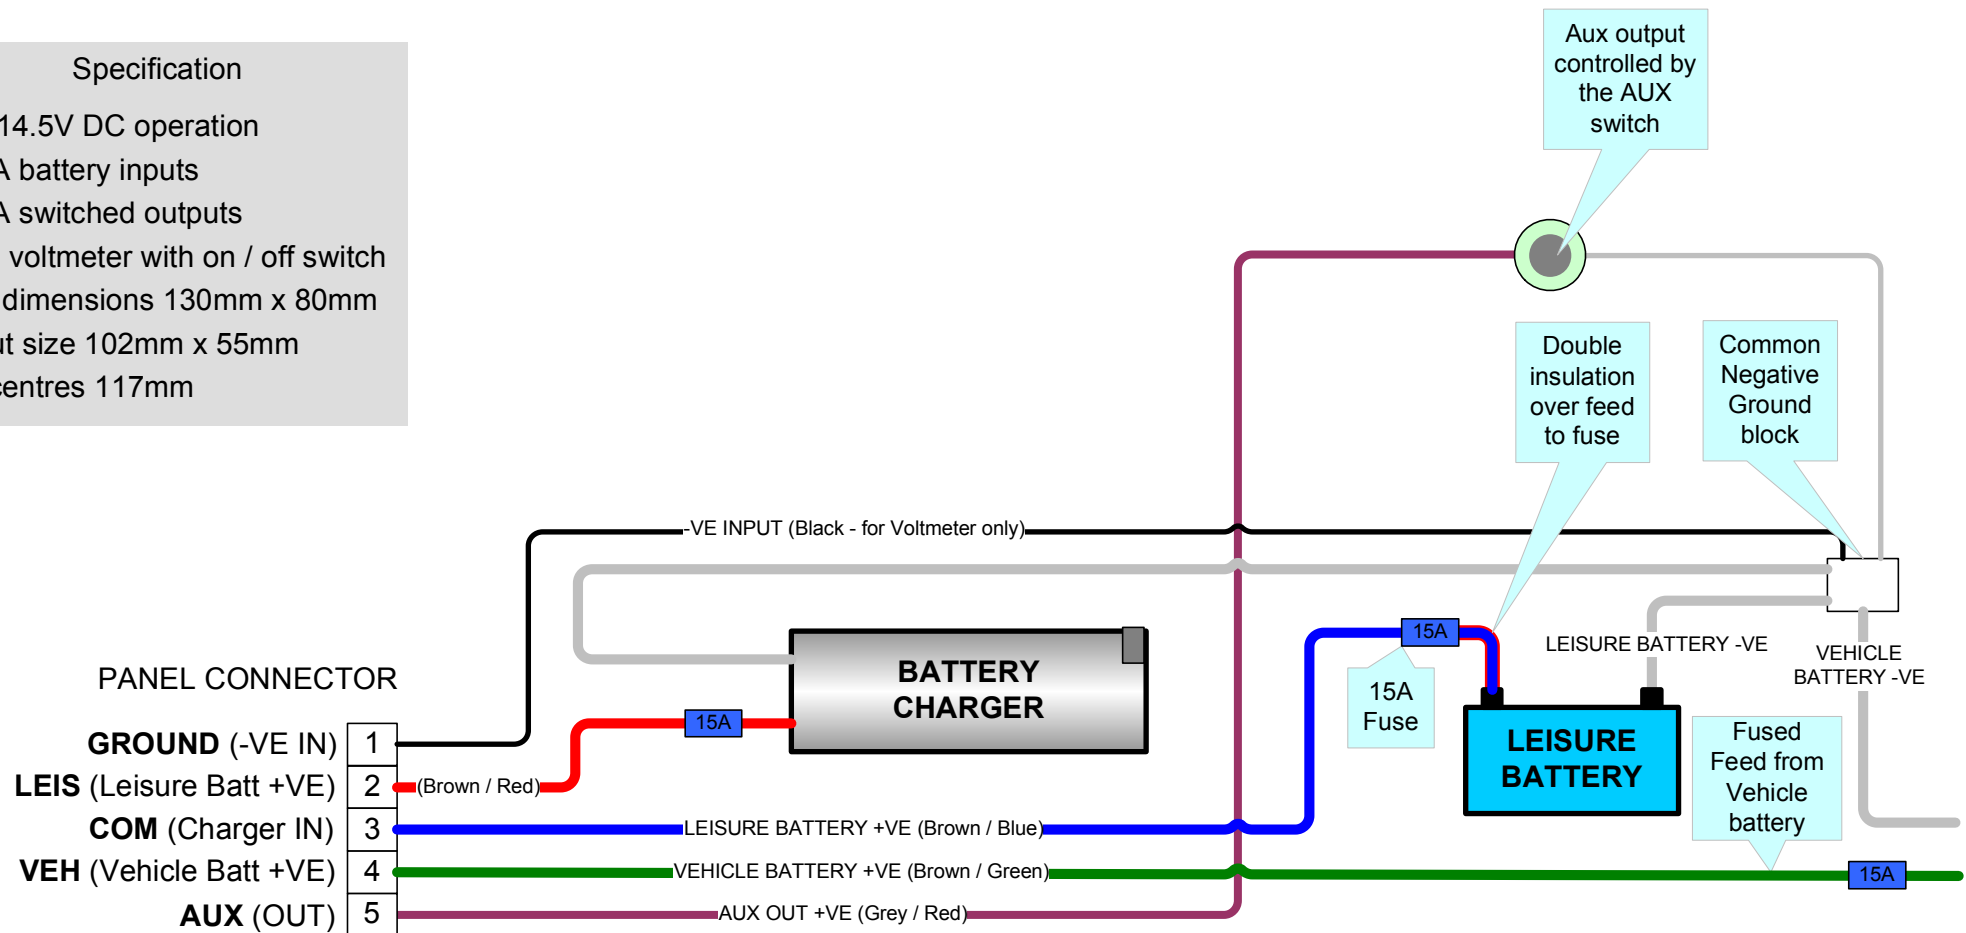 Specification
14.5V DC operation
A battery inputs
A switched outputs
voltmeter with on / off switch
dimensions 130mm x 80mm
ut size 102mm x 55mm
centres 117mm
Aux output
controlled by
the AUX
switch
Double
insulation
over feed
to fuse
Common
Negative
Ground
block
-VE INPUT (Black - for Voltmeter only)
15A
LEISURE BATTERY -VE
VEHICLE
BATTERY -VE
BATTERY
CHARGER
15A
15A
Fuse
LEISURE
BATTERY
Fused
Feed from
Vehicle
battery
15A
PANEL CONNECTOR
GROUND (-VE IN) 1
LEIS (Leisure Batt +VE) 2 (Brown / Red)
COM (Charger IN) 3 LEISURE BATTERY +VE (Brown / Blue)
VEH (Vehicle Batt +VE) 4 VEHICLE BATTERY +VE (Brown / Green)
AUX (OUT) 5 AUX OUT +VE (Grey / Red)